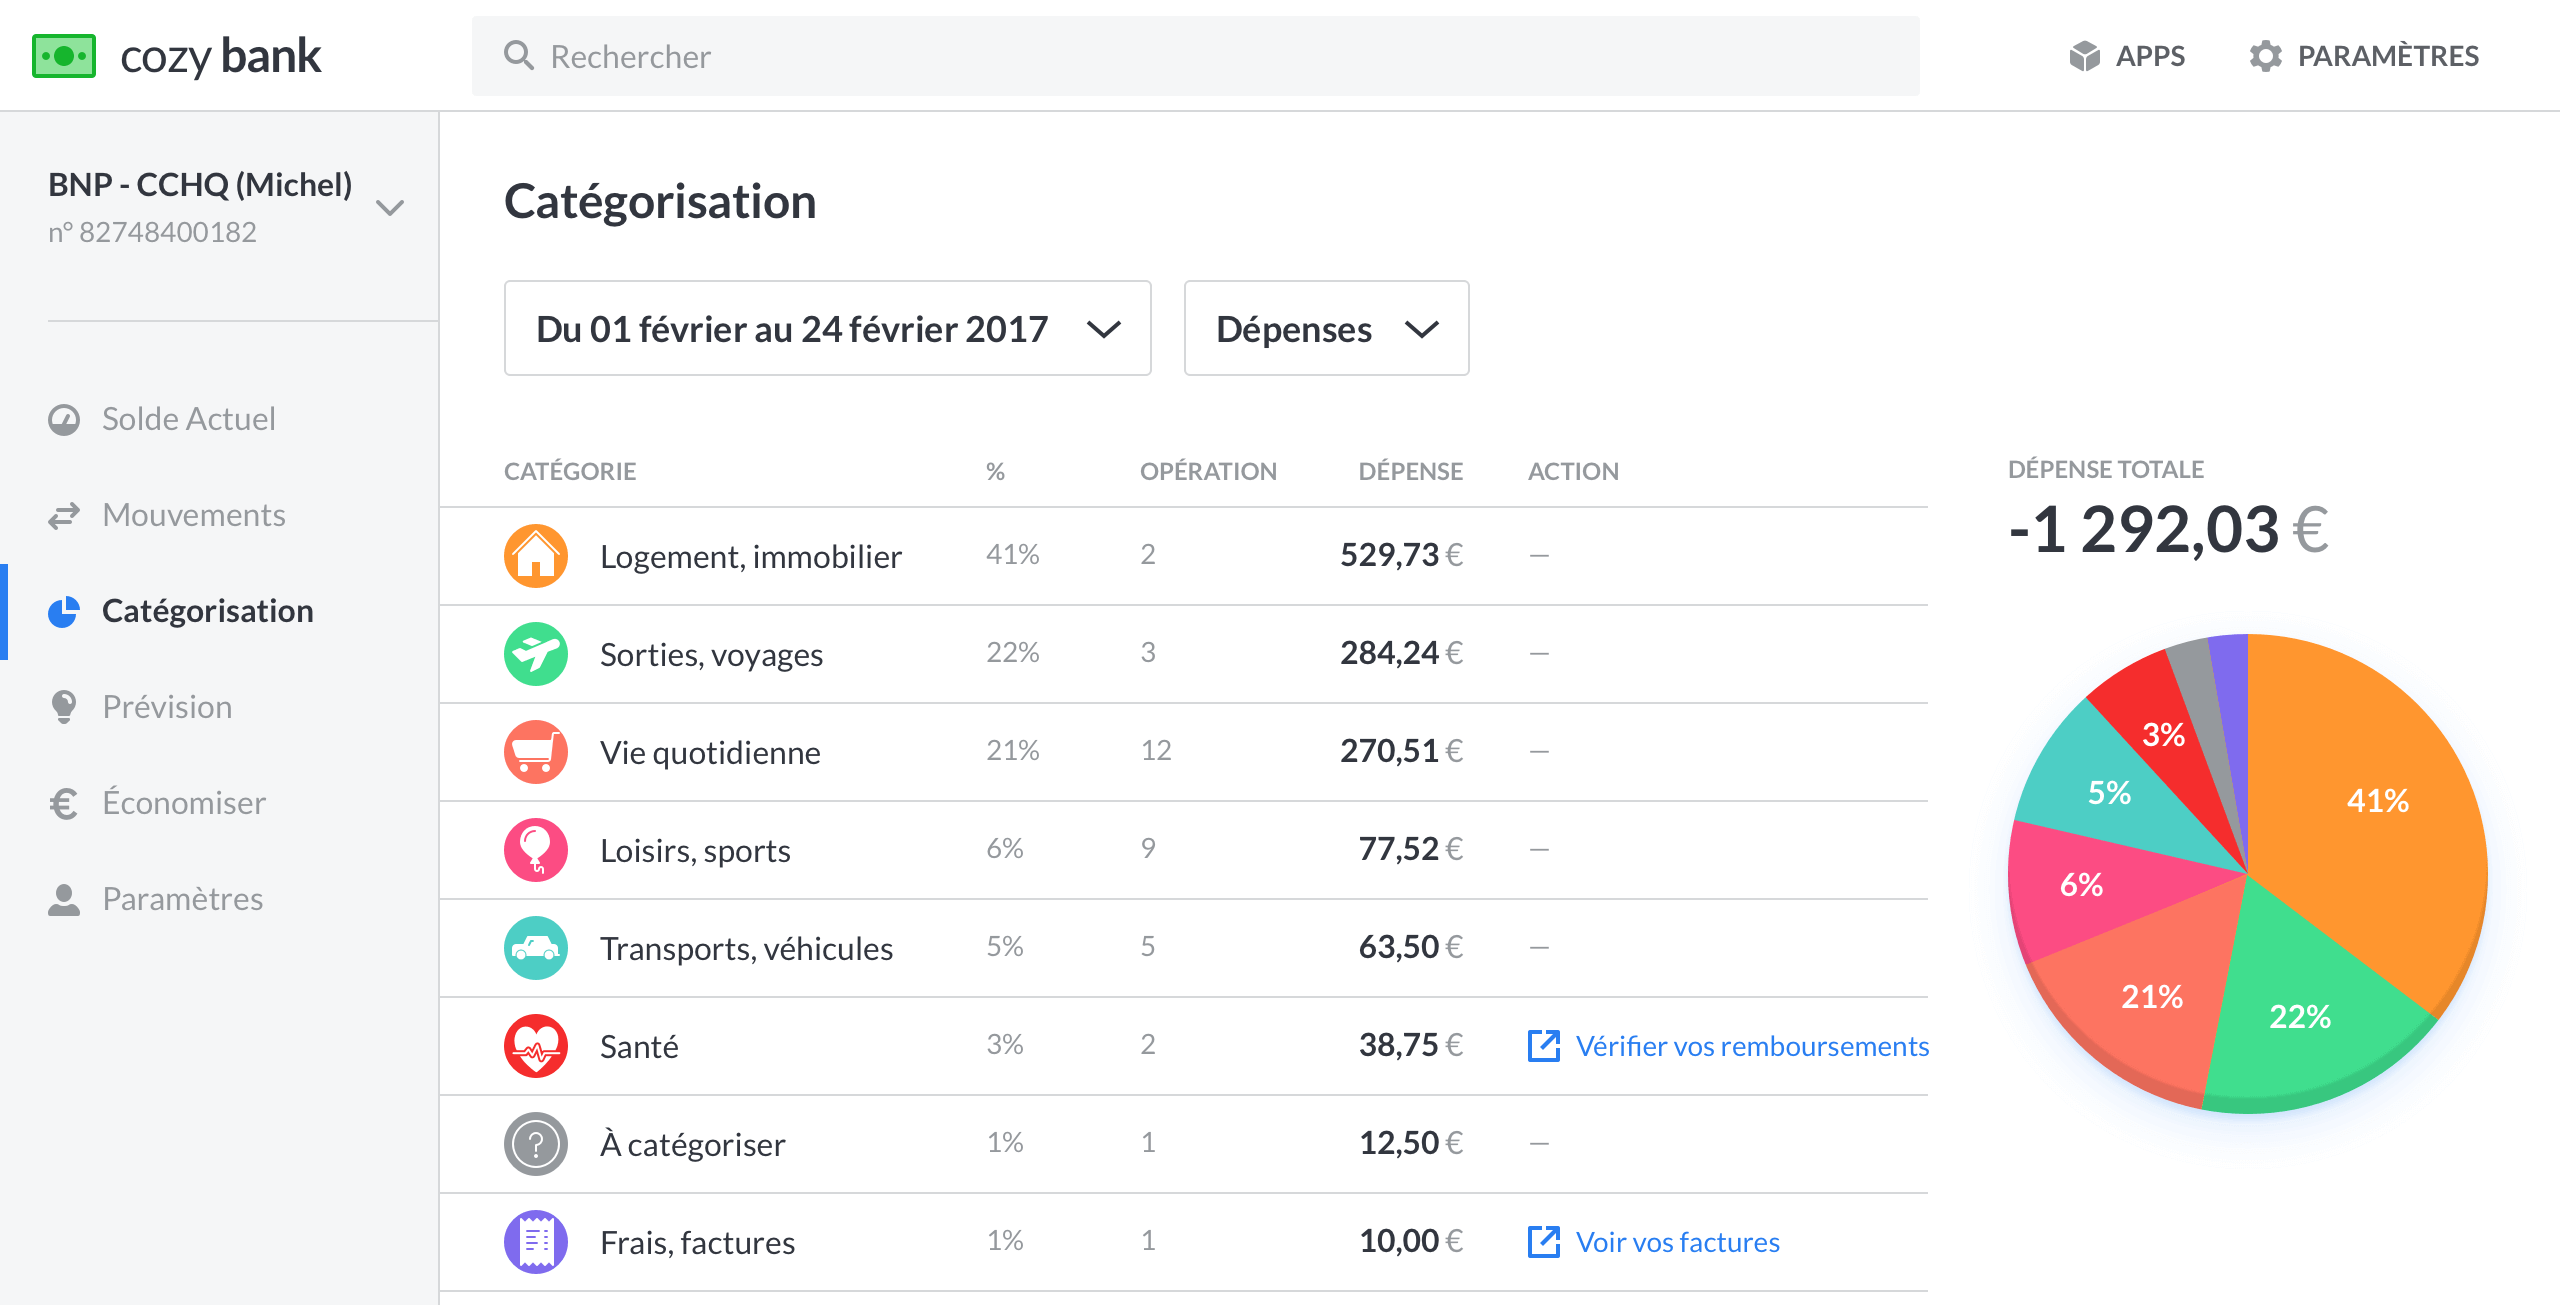 cozy bank
Rechercher
APPS
PARAMÈTRES
BNP - CCHQ (Michel)
n° 82748400182
Solde Actuel
Mouvements
Catégorisation
Prévision
Économiser
Paramètres
Catégorisation
Du 01 février au 24 février 2017
Dépenses
CATÉGORIE % OPÉRATION DÉPENSE ACTION
Logement, immobilier 41% 2 529,73 € —
Sorties, voyages 22% 3 284,24 € —
Vie quotidienne 21% 12 270,51 € —
Loisirs, sports 6% 9 77,52 € —
Transports, véhicules 5% 5 63,50 € —
Santé 3% 2 38,75 € Vérifier vos remboursements
? À catégoriser 1% 1 12,50 € —
Frais, factures 1% 1 10,00 € Voir vos factures
DÉPENSE TOTALE
-1 292,03 €
3%
5%
41%
6%
21%
22%